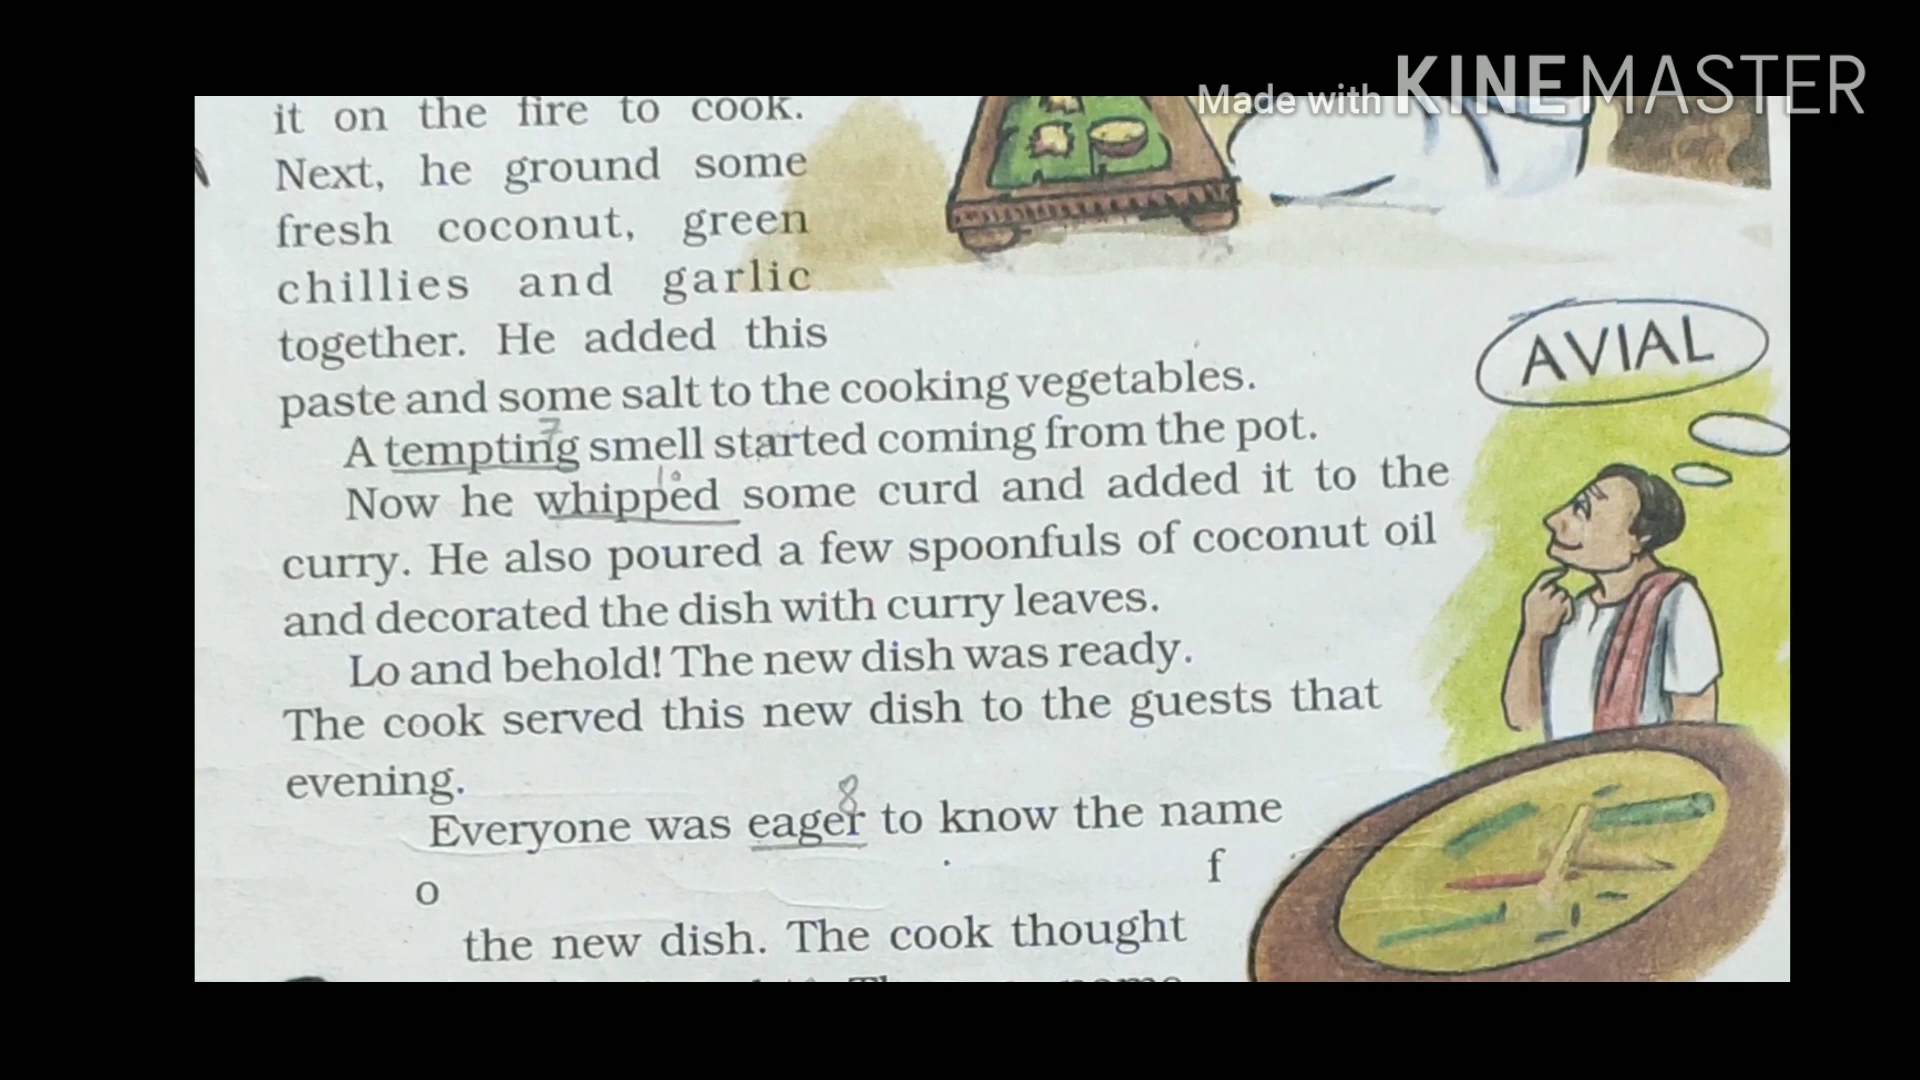 Made with KINEMASTER
it on the fire to cook.
Next, he ground some
fresh coconut, green
chillies and garlic
together. He added this
paste and some salt to the cooking vegetables.
AVIAL
7
A tempting smell started coming from the pot.
10
Now he whipped some curd and added it to the
curry. He also poured a few spoonfuls of coconut oil
and decorated the dish with curry leaves.
Lo and behold! The new dish was ready.
The cook served this new dish to the guests that
evening.
8
Everyone was eager to know the name
o f
the new dish. The cook thought